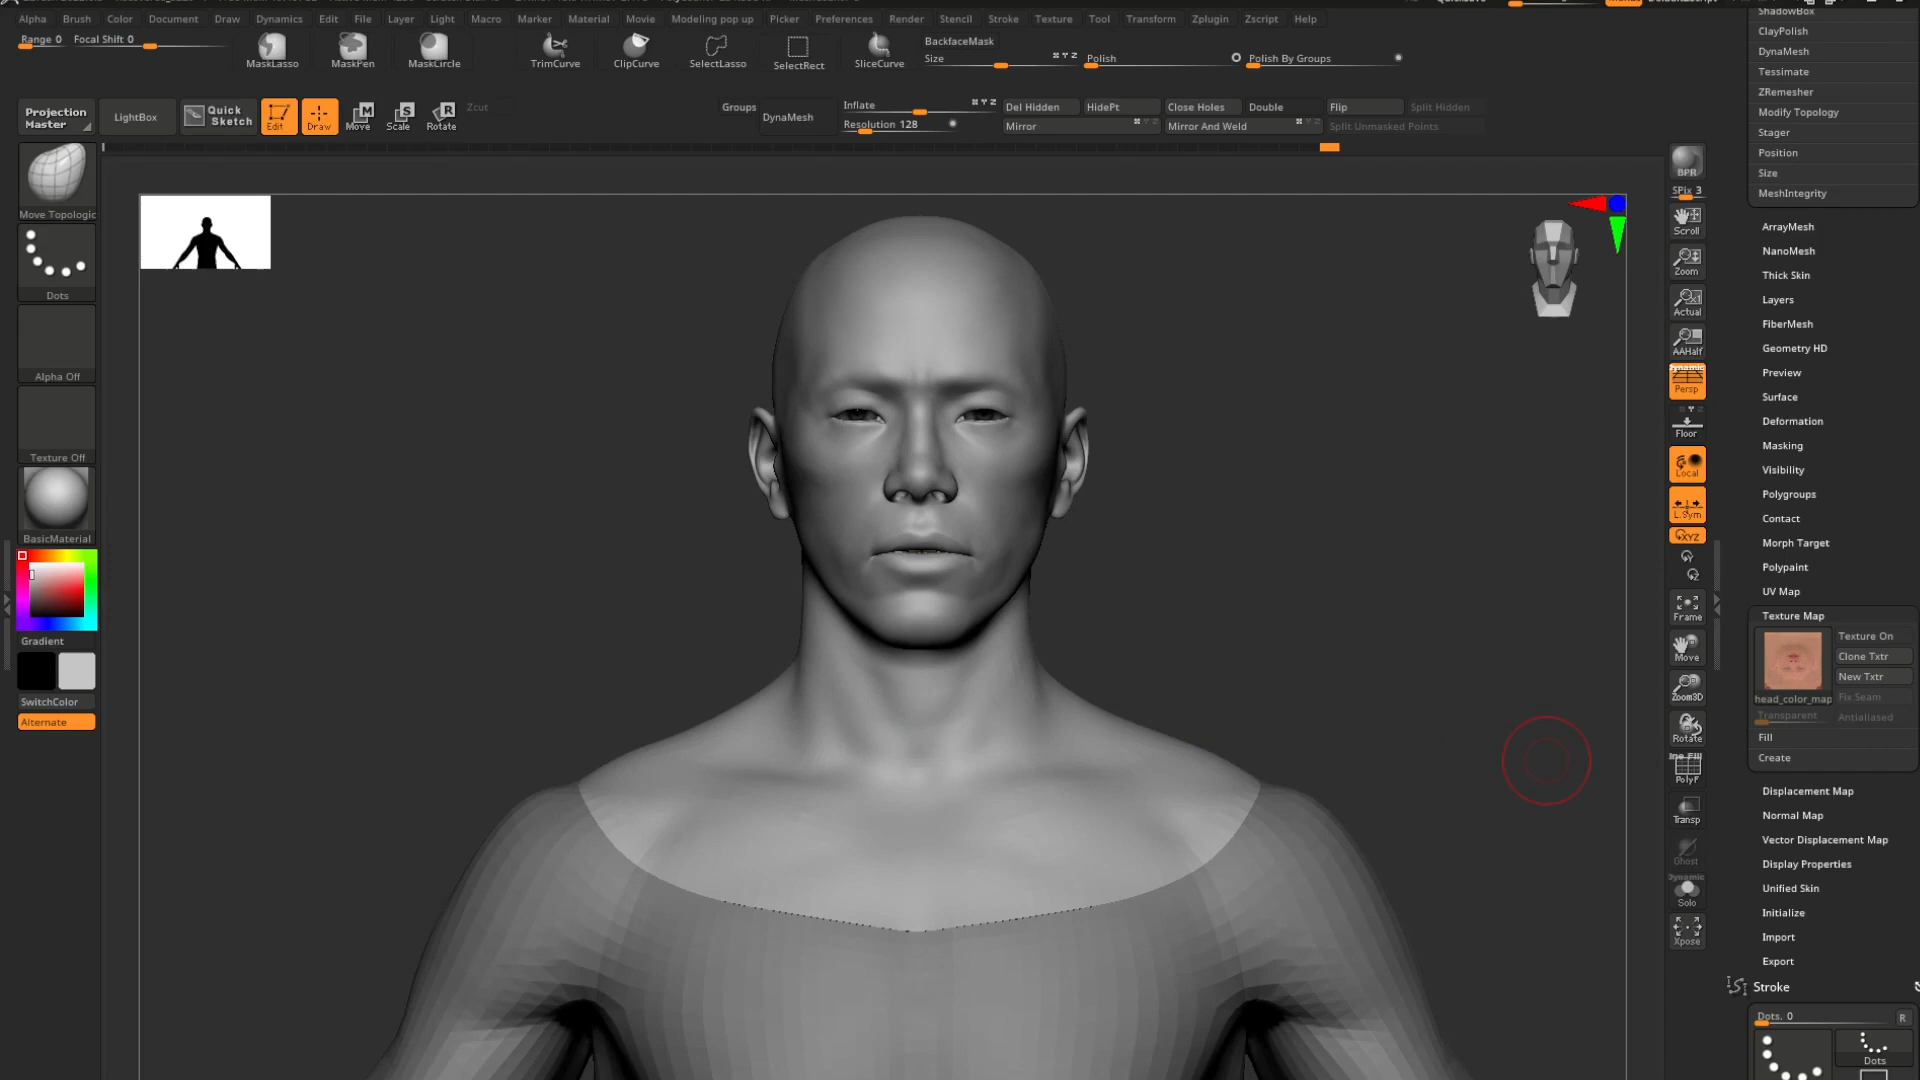 Alpha Brush Color Document Draw Dynamics Edit File Layer Light Macro Marker Material Movie Modeling pop up Picker Preferences Render Stencil Stroke Texture Tool Transform Zplugin Zscript Help
Range 0 Focal Shift 0
MaskLasso MaskPen MaskCircle TrimCurve ClipCurve SelectLasso SelectRect SliceCurve
BackfaceMask
Size Polish Polish By Groups
Projection Master
LightBox
Quick Sketch
Edit Draw Move Scale Rotate
Zcut
Groups
DynaMesh
Inflate
Resolution 128
Del Hidden HidePt Close Holes Double Flip Split Hidden
Mirror Mirror And Weld Split Unmasked Points
Move Topologic
Dots
Alpha Off
Texture Off
BasicMaterial
Gradient
SwitchColor
Alternate
BPR
SPix 3
Scroll
Zoom
Actual
AAHalf
Dynamic
Persp
Floor
Local
L.Sym
XYZ
Frame
Move
Zoom3D
Rotate
Line Fill
PolyF
Transp
Ghost
Dynamic
Solo
Xpose
ShadowBox
ClayPolish
DynaMesh
Tessimate
ZRemesher
Modify Topology
Stager
Position
Size
MeshIntegrity
ArrayMesh
NanoMesh
Thick Skin
Layers
FiberMesh
Geometry HD
Preview
Surface
Deformation
Masking
Visibility
Polygroups
Contact
Morph Target
Polypaint
UV Map
Texture Map
Texture On
Clone Txtr
New Txtr
head_color_map
Fix Seam
Transparent Antialiased
Fill
Create
Displacement Map
Normal Map
Vector Displacement Map
Display Properties
Unified Skin
Initialize
Import
Export
Stroke
Dots. 0
R
Dots